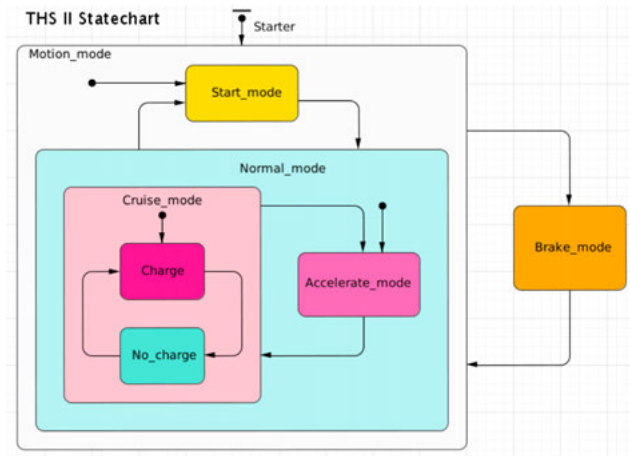 THS II Statechart
Starter
Motion_mode
Start_mode
Normal_mode
Cruise_mode
Charge
Accelerate_mode
Brake_mode
No_charge